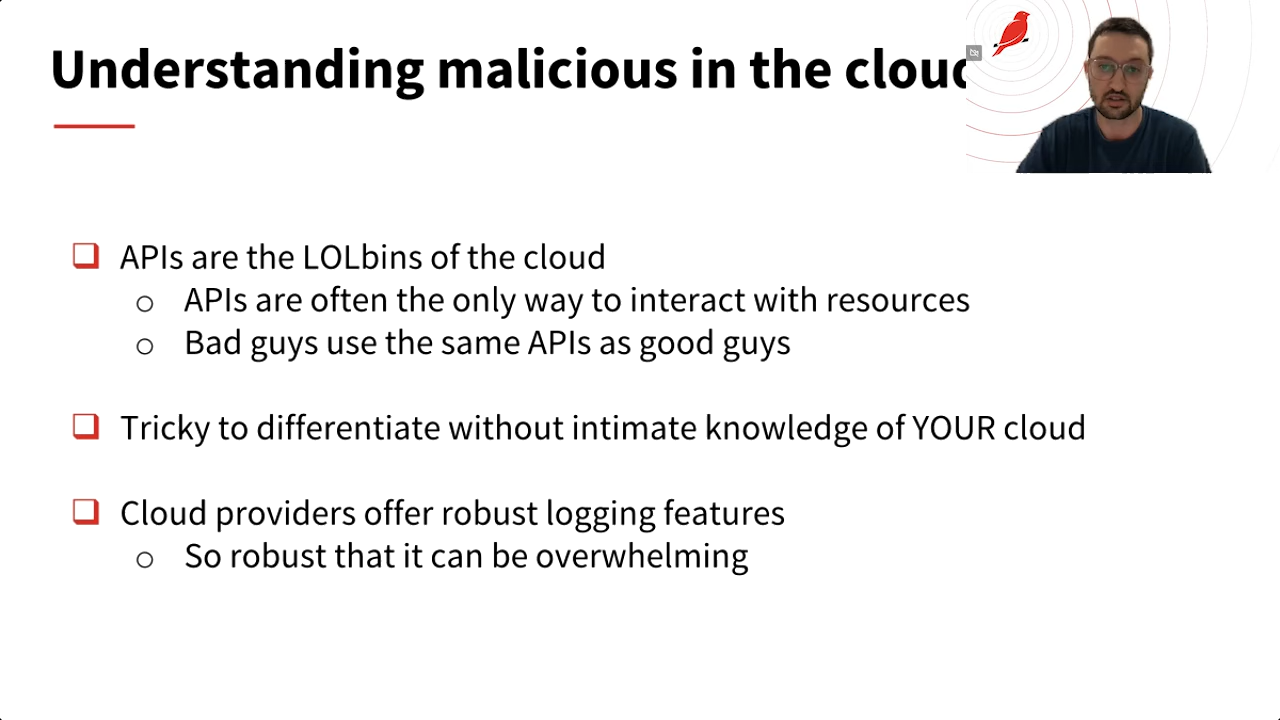 Understanding malicious in the cloud
APIs are the LOLbins of the cloud
APIs are often the only way to interact with resources
Bad guys use the same APIs as good guys
Tricky to differentiate without intimate knowledge of YOUR cloud
Cloud providers offer robust logging features
So robust that it can be overwhelming